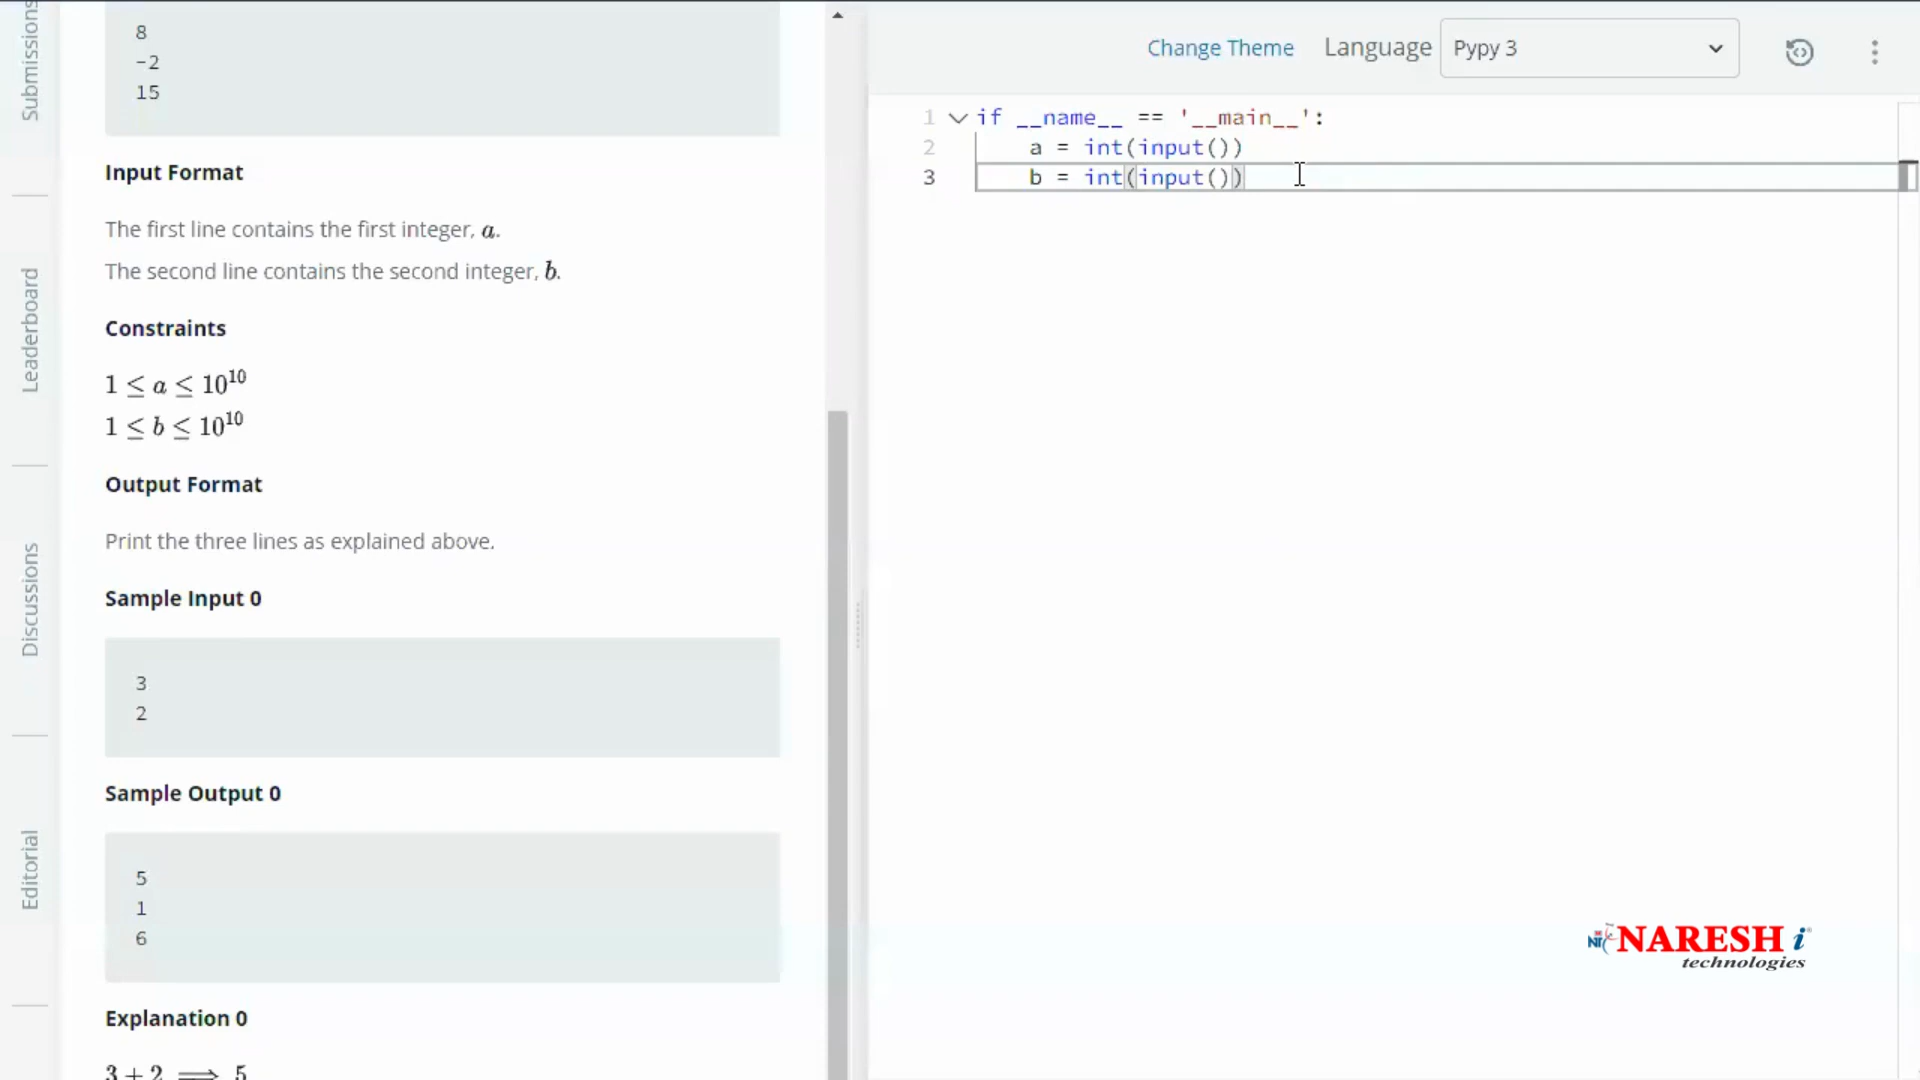 Submissions
Leaderboard
Discussions
Editorial
8
-2
15
Input Format
The first line contains the first integer, a.
The second line contains the second integer, b.
Constraints
1 ≤ a ≤ 10^10
1 ≤ b ≤ 10^10
Output Format
Print the three lines as explained above.
Sample Input 0
3
2
Sample Output 0
5
1
6
Explanation 0
3 + 2 ⟹ 5
Change Theme Language Pypy 3
1 if __name__ == '__main__':
2 a = int(input())
3 b = int(input())
NARESH i
technologies